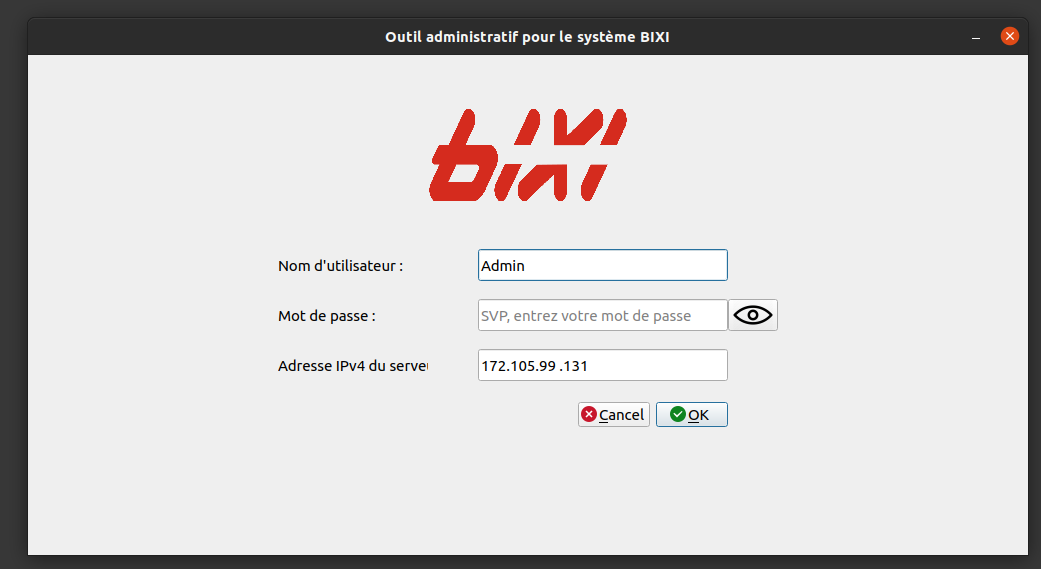 Outil administratif pour le système BIXI
bixi
Nom d'utilisateur : Admin
Mot de passe : SVP, entrez votre mot de passe
Adresse IPv4 du serveu 172.105.99 .131
Cancel OK